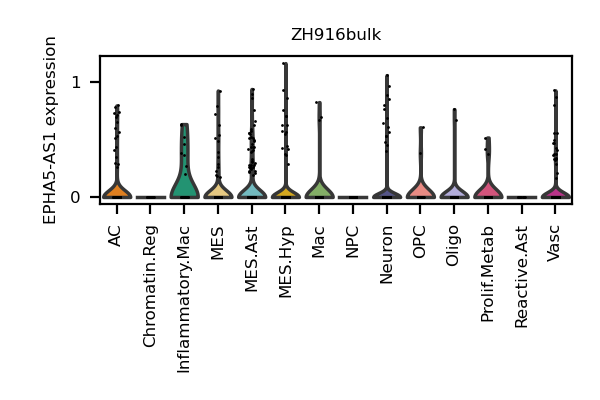 ZH916bulk
EPHA5-AS1 expression
1
0
AC
Chromatin.Reg
Inflammatory.Mac
MES
MES.Ast
MES.Hyp
Mac
NPC
Neuron
OPC
Oligo
Prolif.Metab
Reactive.Ast
Vasc